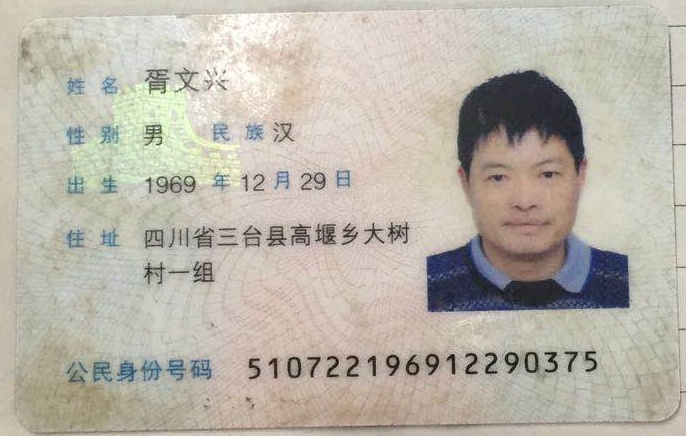 姓名 胥文兴
性别 男 民族 汉
出生 1969 年 12 月 29 日
住址 四川省三台县高堰乡大树
村一组
公民身份号码 510722196912290375